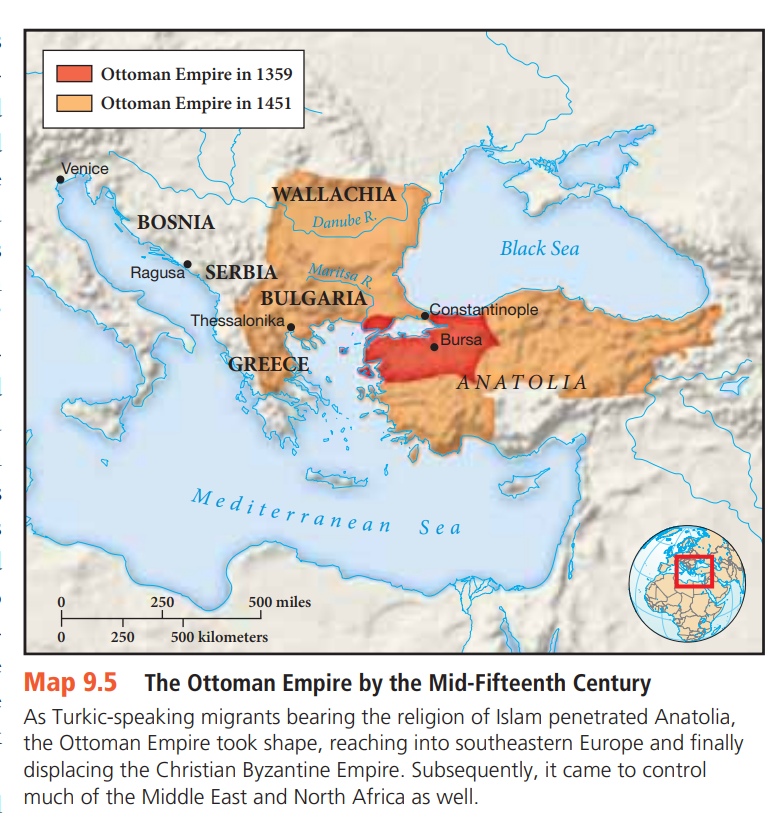 Ottoman Empire in 1359
Ottoman Empire in 1451
Venice
WALLACHIA
BOSNIA
Danube R.
Black Sea
Ragusa
SERBIA
Maritsa R.
BULGARIA
Constantinople
Thessalonika
Bursa
GREECE
ANATOLIA
Mediterranean Sea
0 250 500 miles
0 250 500 kilometers
Map 9.5 The Ottoman Empire by the Mid-Fifteenth Century
As Turkic-speaking migrants bearing the religion of Islam penetrated Anatolia,
the Ottoman Empire took shape, reaching into southeastern Europe and finally
displacing the Christian Byzantine Empire. Subsequently, it came to control
much of the Middle East and North Africa as well.